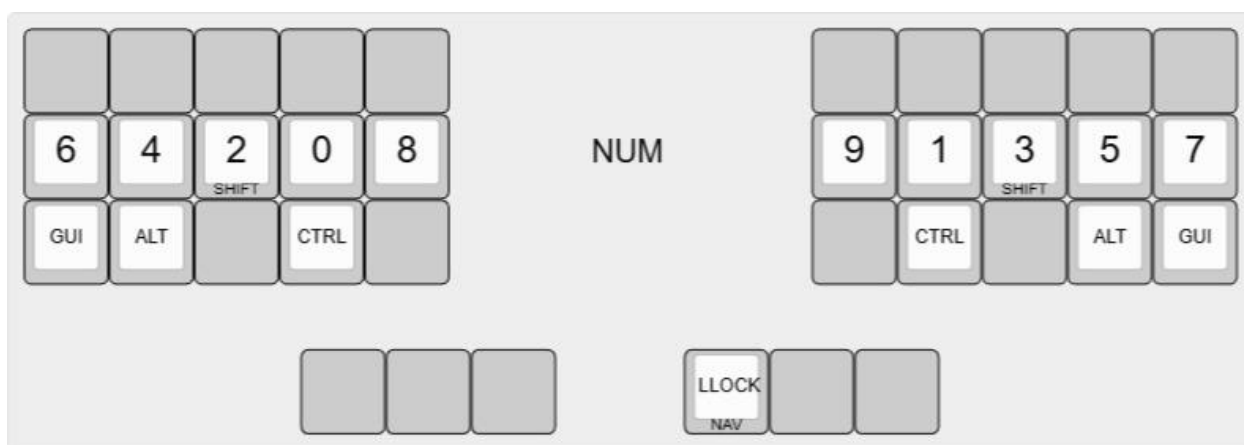 6 4 2 0 8 NUM 9 1 3 5 7
SHIFT SHIFT
GUI ALT CTRL CTRL ALT GUI
LLOCK
NAV